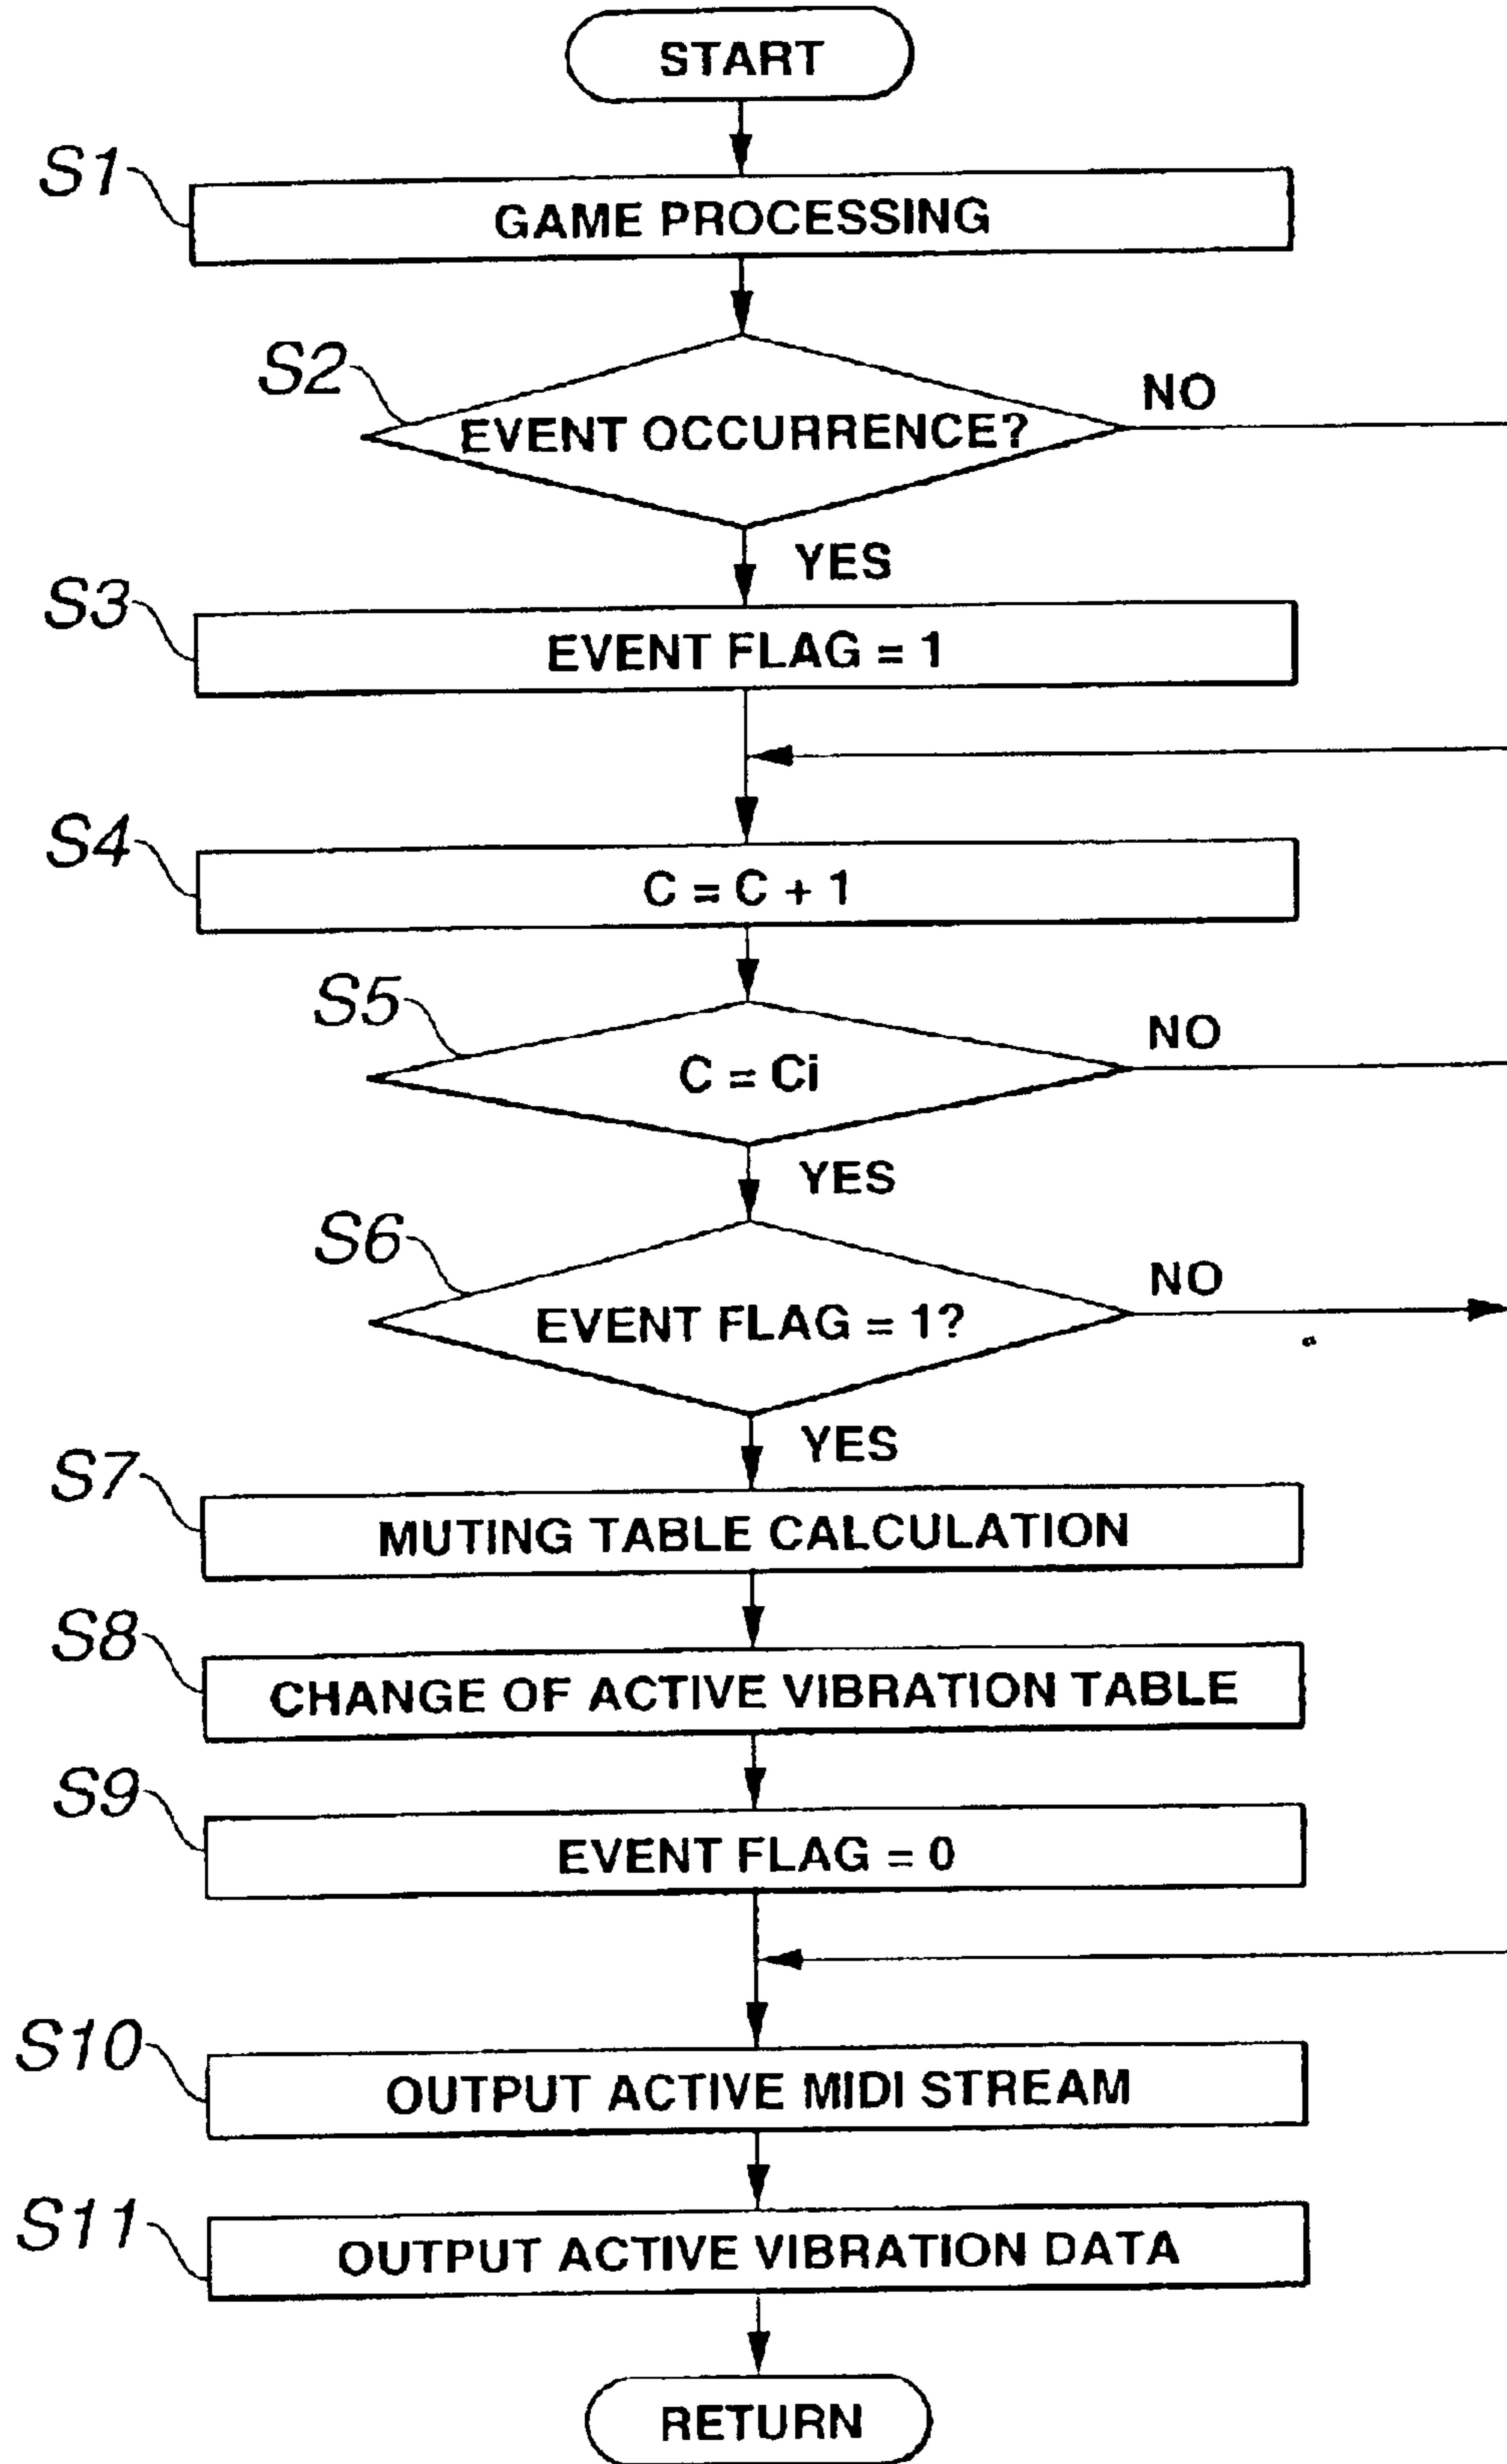 START
S1
GAME PROCESSING
S2
EVENT OCCURRENCE?
NO
YES
S3
EVENT FLAG = 1
S4
C = C + 1
S5
C = Ci
NO
YES
S6
EVENT FLAG = 1?
NO
YES
S7
MUTING TABLE CALCULATION
S8
CHANGE OF ACTIVE VIBRATION TABLE
S9
EVENT FLAG = 0
S10
OUTPUT ACTIVE MIDI STREAM
S11
OUTPUT ACTIVE VIBRATION DATA
RETURN